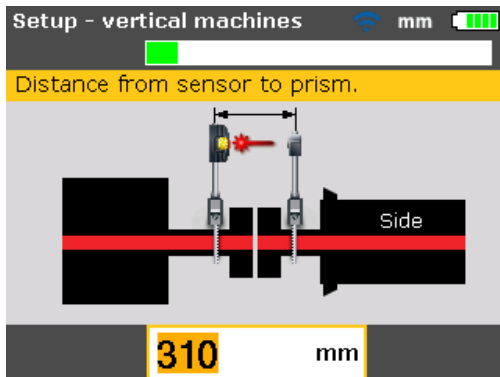 Setup - vertical machines mm
Distance from sensor to prism.
Side
310 mm